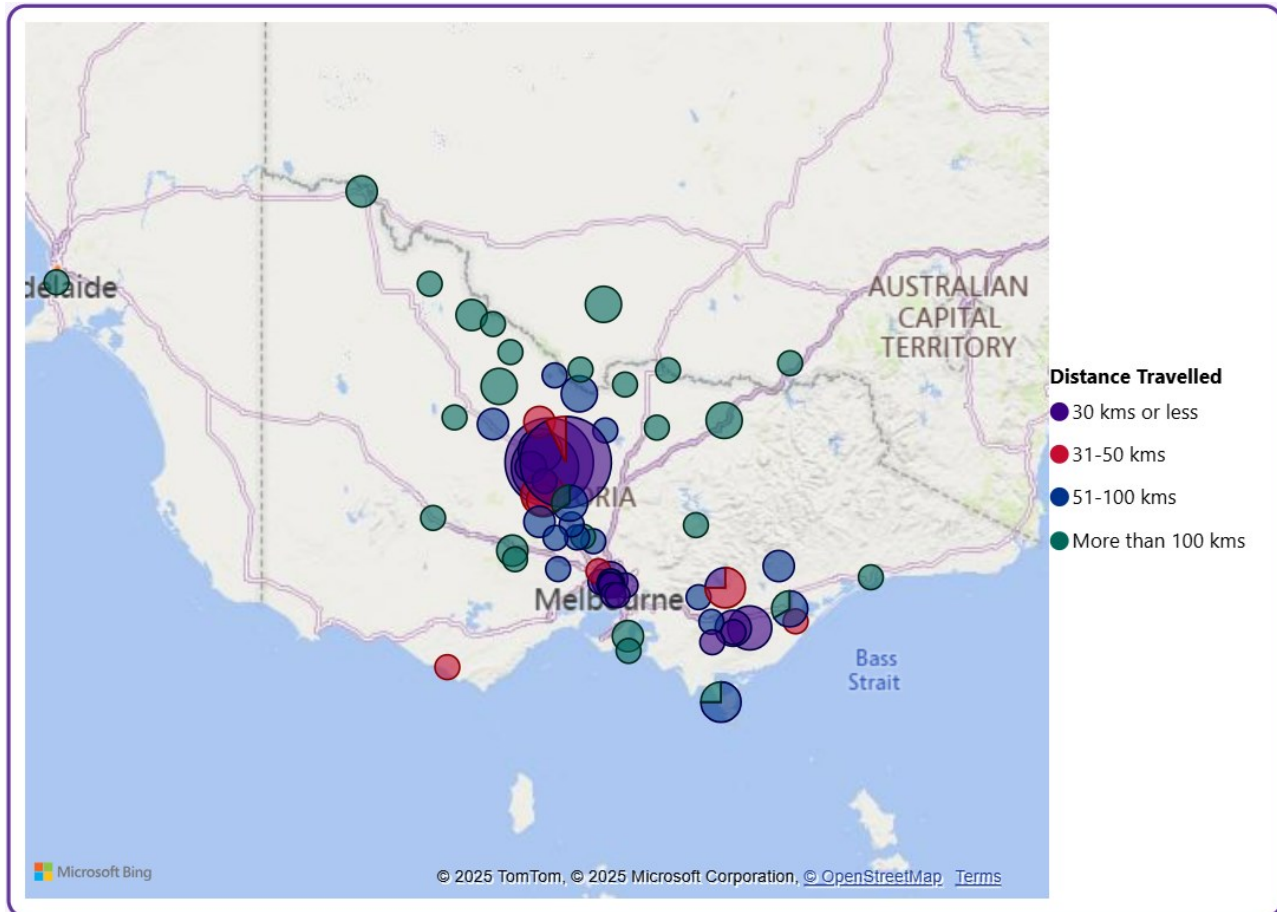 delaide
AUSTRALIAN
CAPITAL
TERRITORY
ORIA
Melbourne
Bass
Strait
Distance Travelled
30 kms or less
31-50 kms
51-100 kms
More than 100 kms
Microsoft Bing
© 2025 TomTom, © 2025 Microsoft Corporation, © OpenStreetMap Terms